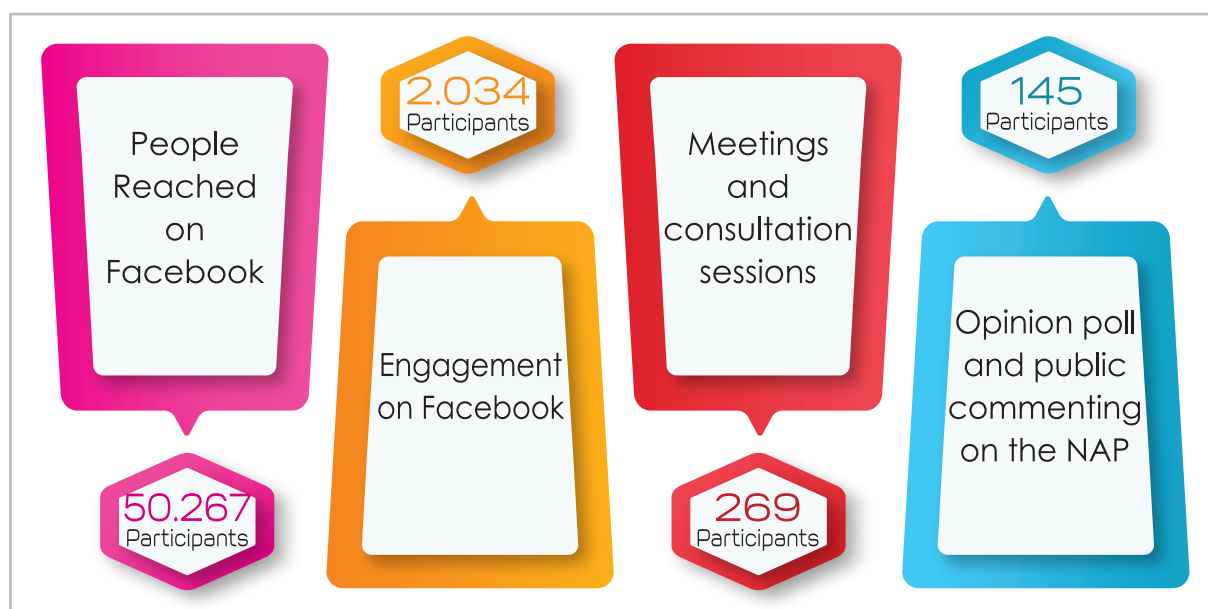 People
Reached
on
Facebook
50.267
Participants
2.034
Participants
Engagement
on Facebook
Meetings
and
consultation
sessions
269
Participants
145
Participants
Opinion poll
and public
commenting
on the NAP